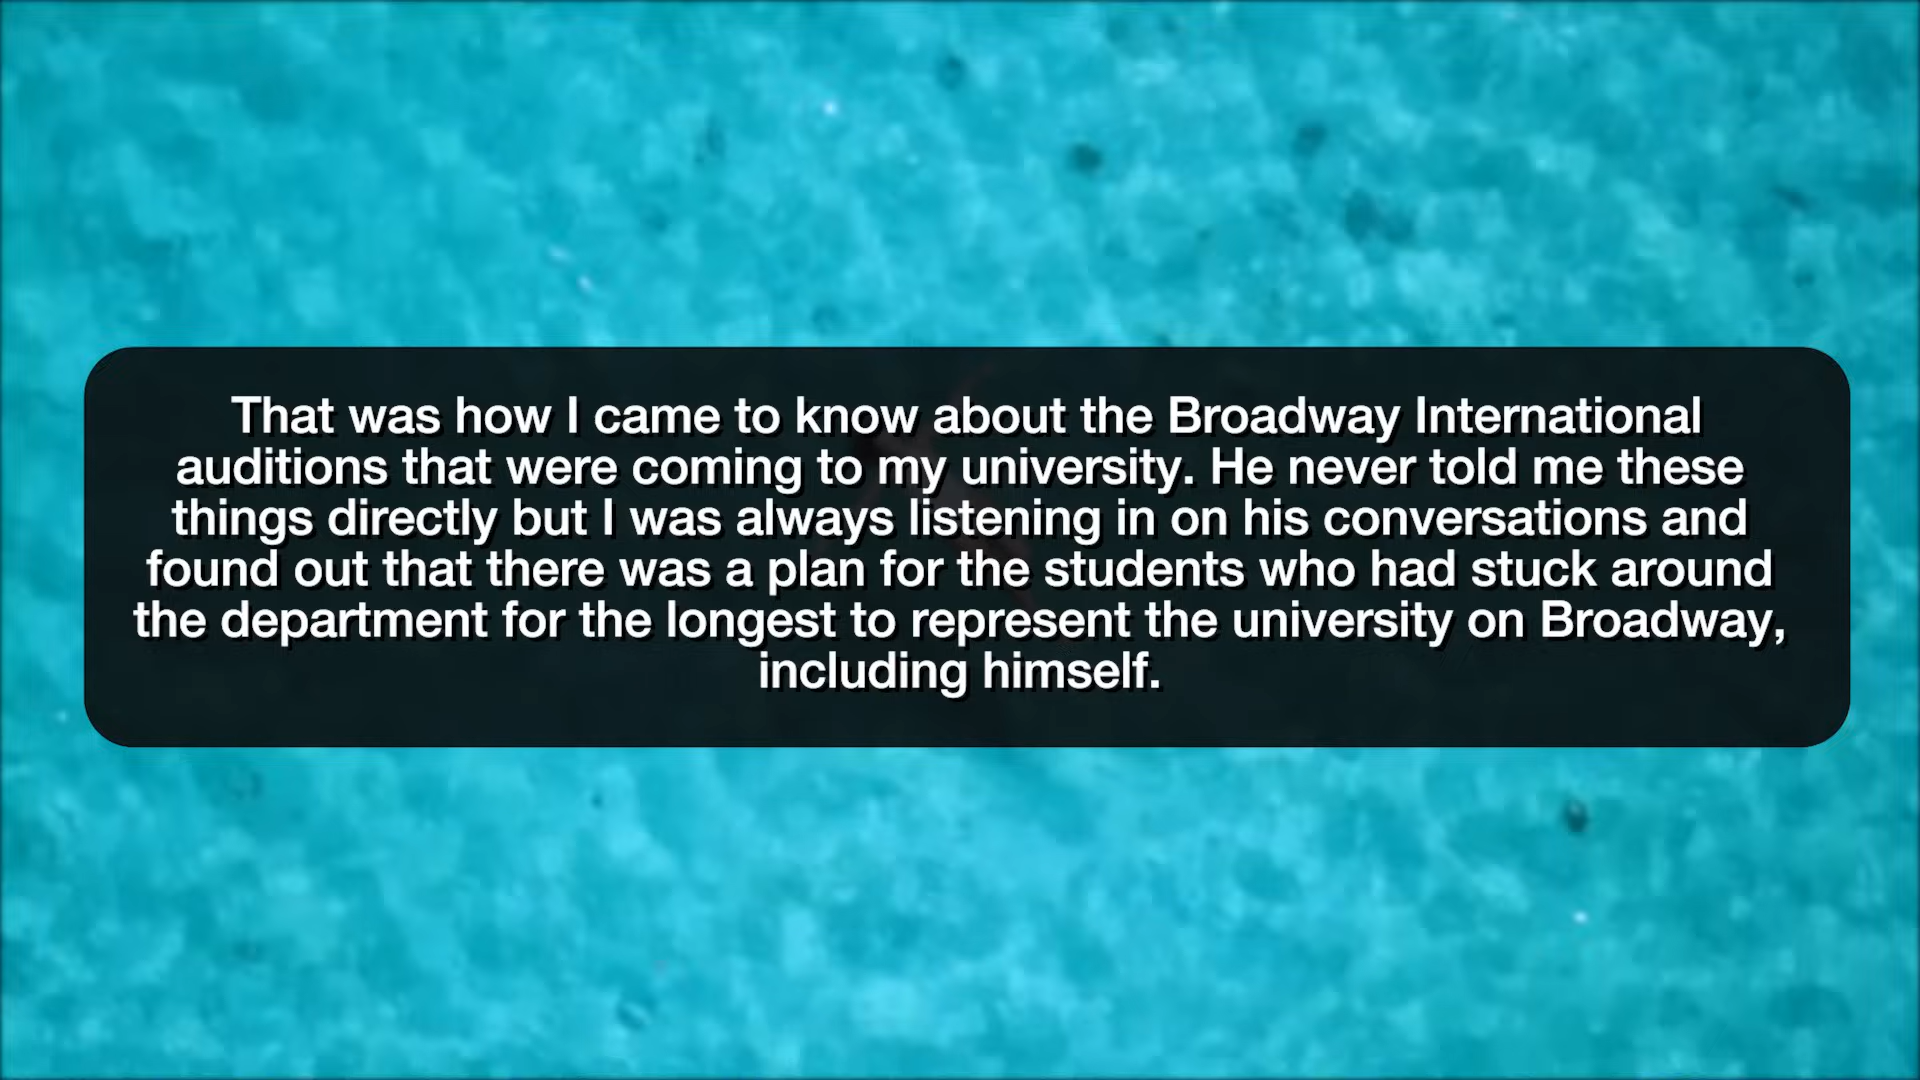 That was how I came to know about the Broadway International
auditions that were coming to my university. He never told me these
things directly but I was always listening in on his conversations and
found out that there was a plan for the students who had stuck around
the department for the longest to represent the university on Broadway,
including himself.